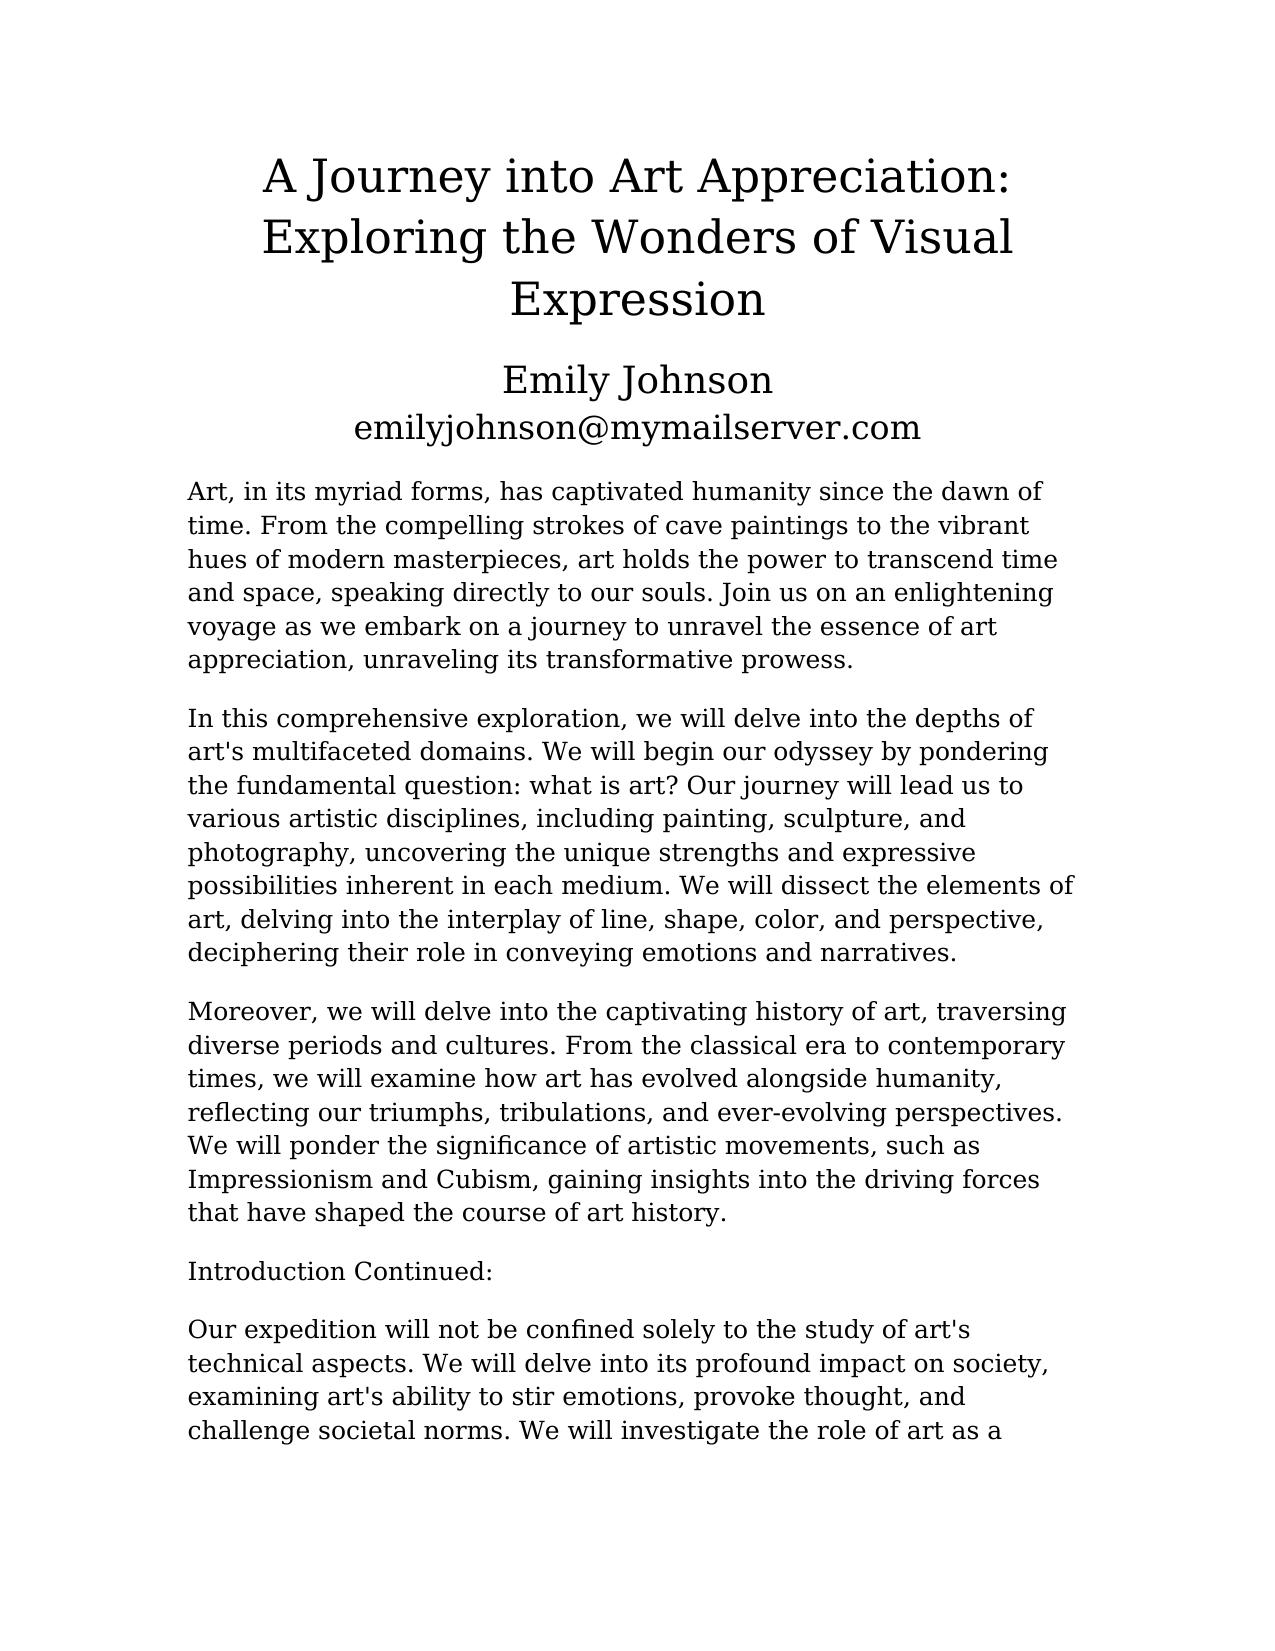 A Journey into Art Appreciation:
Exploring the Wonders of Visual
Expression
Emily Johnson
emilyjohnson@mymailserver.com
Art, in its myriad forms, has captivated humanity since the dawn of
time. From the compelling strokes of cave paintings to the vibrant
hues of modern masterpieces, art holds the power to transcend time
and space, speaking directly to our souls. Join us on an enlightening
voyage as we embark on a journey to unravel the essence of art
appreciation, unraveling its transformative prowess.
In this comprehensive exploration, we will delve into the depths of
art's multifaceted domains. We will begin our odyssey by pondering
the fundamental question: what is art? Our journey will lead us to
various artistic disciplines, including painting, sculpture, and
photography, uncovering the unique strengths and expressive
possibilities inherent in each medium. We will dissect the elements of
art, delving into the interplay of line, shape, color, and perspective,
deciphering their role in conveying emotions and narratives.
Moreover, we will delve into the captivating history of art, traversing
diverse periods and cultures. From the classical era to contemporary
times, we will examine how art has evolved alongside humanity,
reflecting our triumphs, tribulations, and ever-evolving perspectives.
We will ponder the significance of artistic movements, such as
Impressionism and Cubism, gaining insights into the driving forces
that have shaped the course of art history.
Introduction Continued:
Our expedition will not be confined solely to the study of art's
technical aspects. We will delve into its profound impact on society,
examining art's ability to stir emotions, provoke thought, and
challenge societal norms. We will investigate the role of art as a